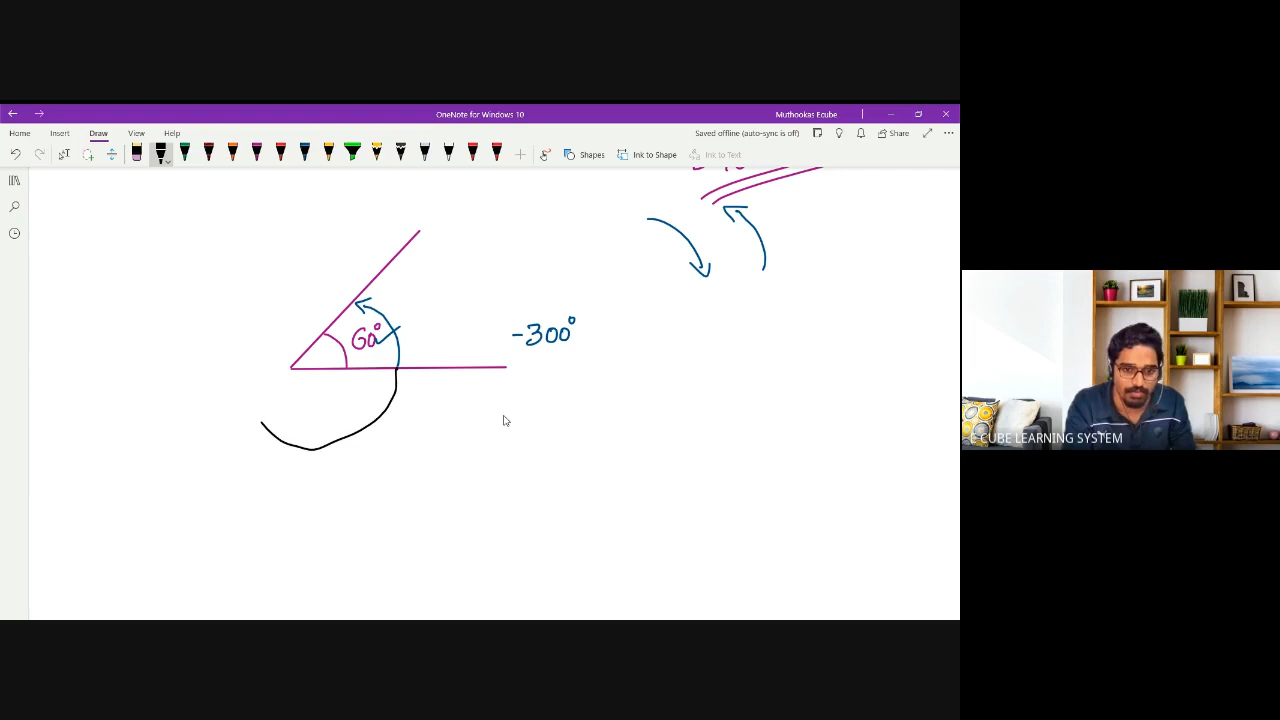 OneNote for Windows 10
Muthookas Ecube
Home Insert Draw View Help
Saved offline (auto-sync is off)
Share
Shapes
Ink to Shape
Ink to Text
60°
-300°
E CUBE LEARNING SYSTEM